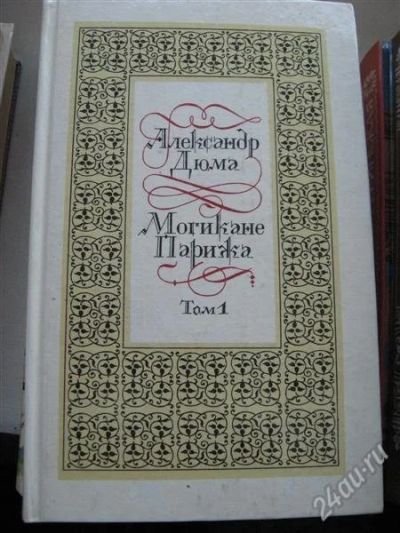 Александр
Дюма
Могикане
Парижа
Том 1
24au.ru